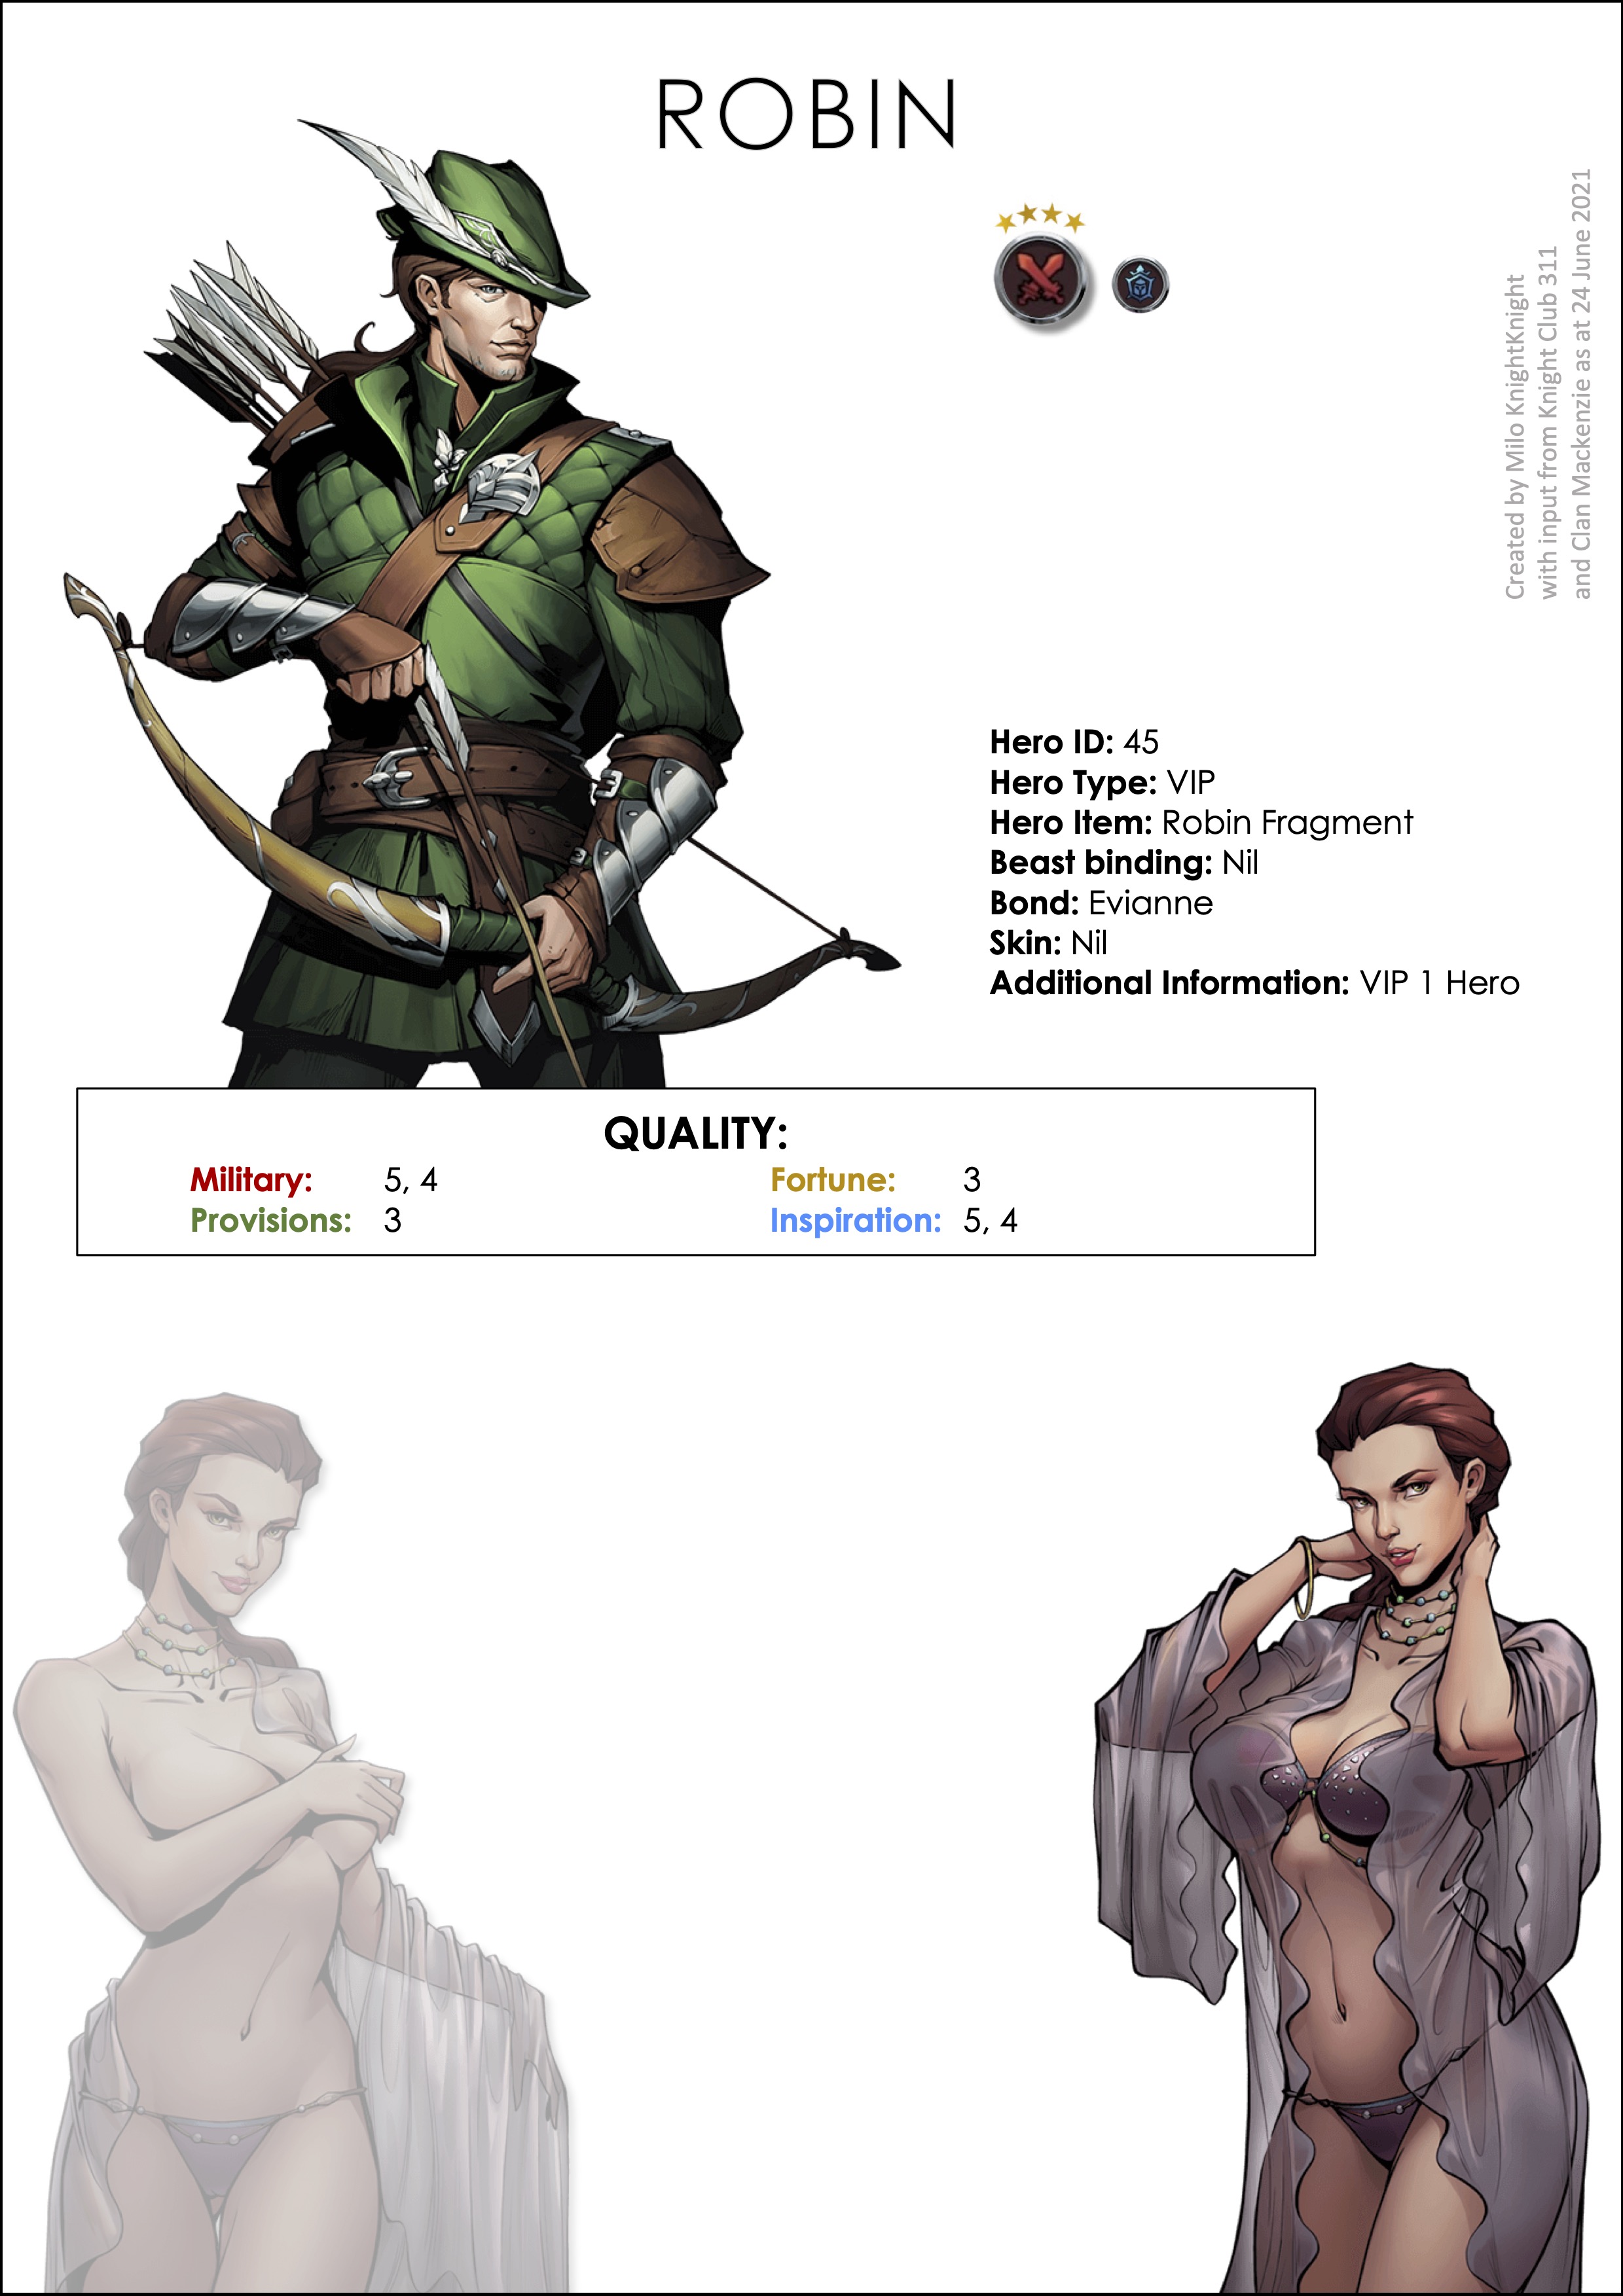 ROBIN
Created by Milo KnightKnight
with input from Knight Club 311
and Clan Mackenzie as at 24 June 2021
Hero ID: 45
Hero Type: VIP
Hero Item: Robin Fragment
Beast binding: Nil
Bond: Evianne
Skin: Nil
Additional Information: VIP 1 Hero
QUALITY:
Military: 5, 4 Fortune: 3
Provisions: 3 Inspiration: 5, 4